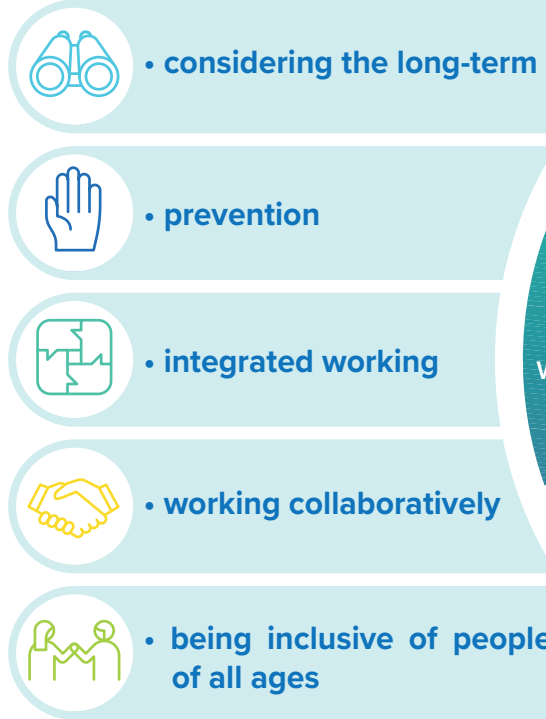 • considering the long-term
• prevention
• integrated working
• working collaboratively
• being inclusive of people
of all ages